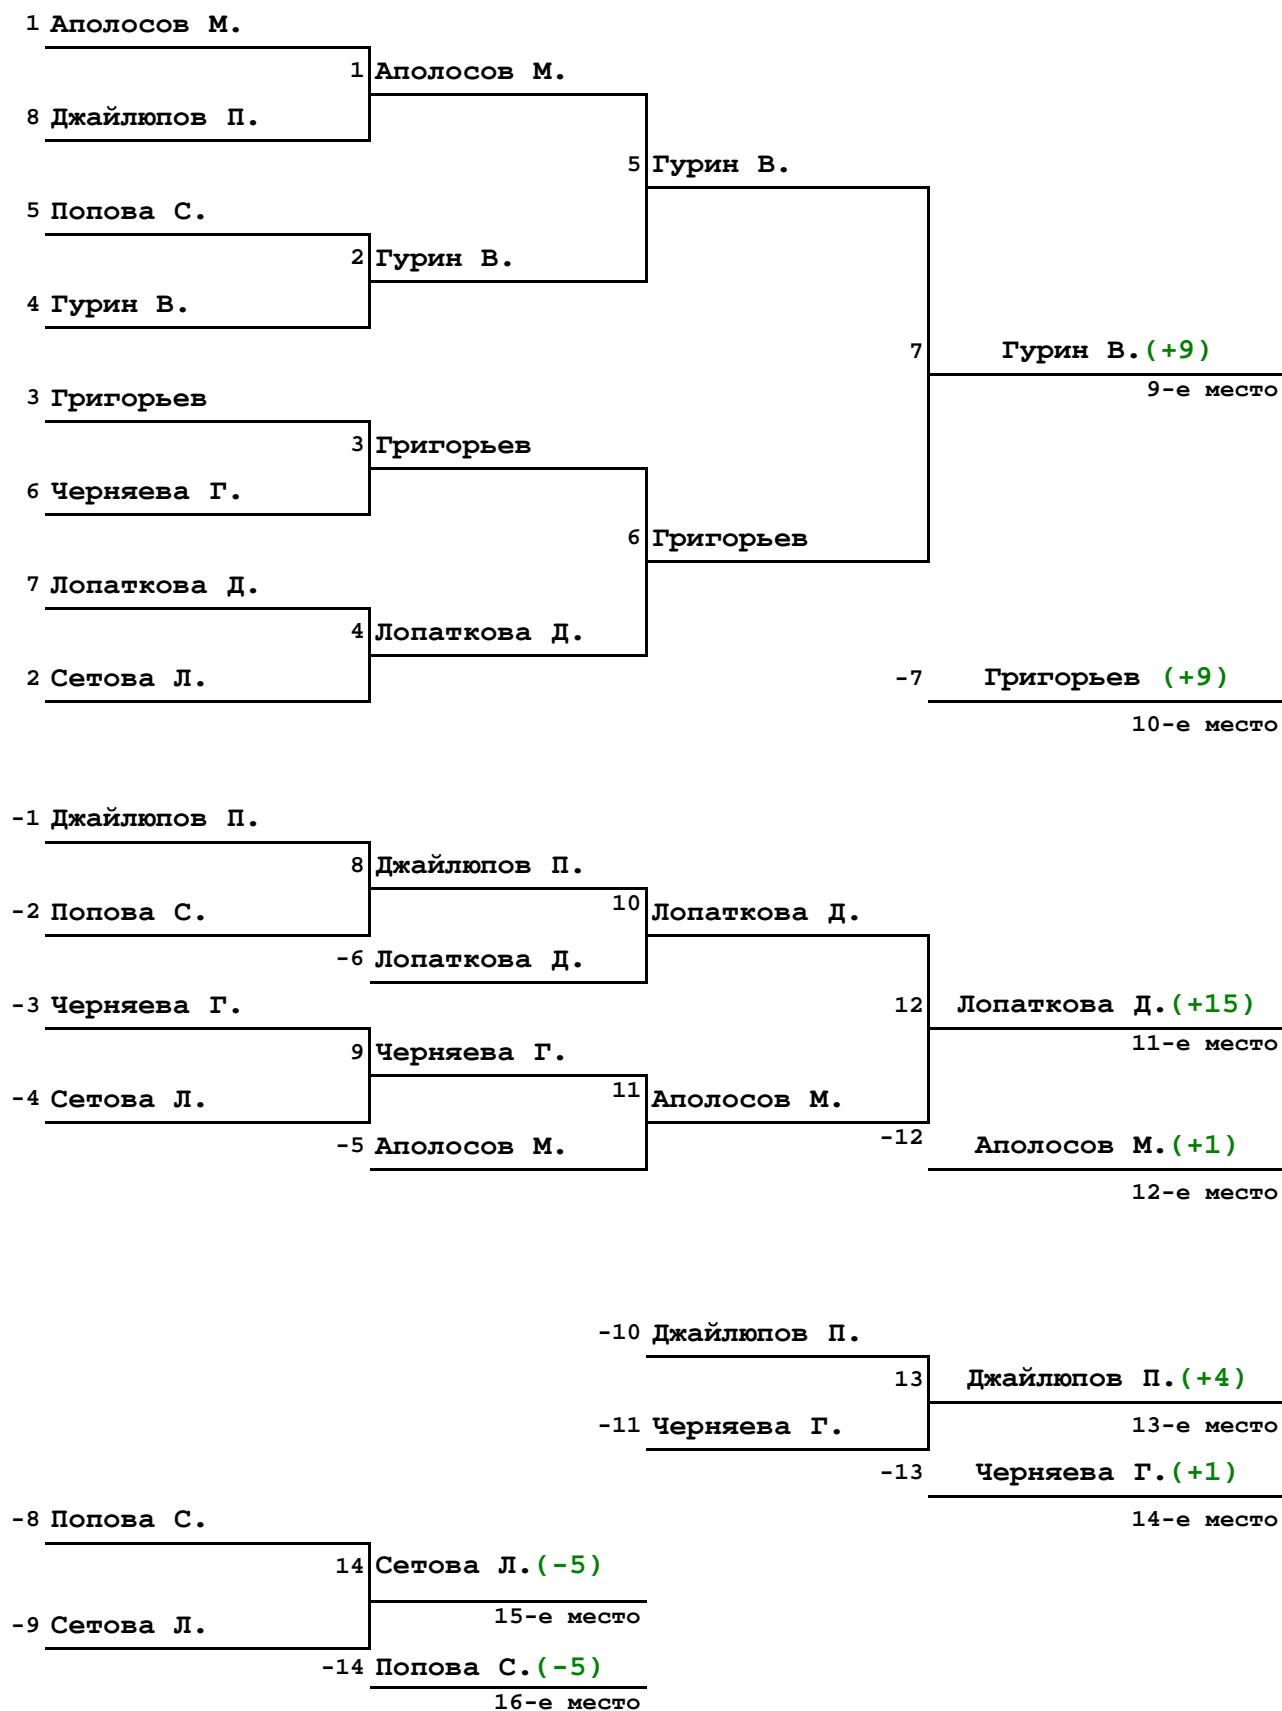 1 Аполосов М.
1 Аполосов М.
8 Джайлюпов П.
5 Гурин В.
5 Попова С.
2 Гурин В.
4 Гурин В.
7 Гурин В.(+9)
9-е место
3 Григорьев
3 Григорьев
6 Черняева Г.
6 Григорьев
7 Лопаткова Д.
4 Лопаткова Д.
2 Сетова Л.
-7 Григорьев (+9)
10-е место
-1 Джайлюпов П.
8 Джайлюпов П.
-2 Попова С.
10 Лопаткова Д.
-6 Лопаткова Д.
-3 Черняева Г.
12 Лопаткова Д.(+15)
11-е место
9 Черняева Г.
-4 Сетова Л.
11 Аполосов М.
-5 Аполосов М.
-12 Аполосов М.(+1)
12-е место
-10 Джайлюпов П.
13 Джайлюпов П.(+4)
-11 Черняева Г.
13-е место
-13 Черняева Г.(+1)
14-е место
-8 Попова С.
14 Сетова Л.(-5)
15-е место
-9 Сетова Л.
-14 Попова С.(-5)
16-е место